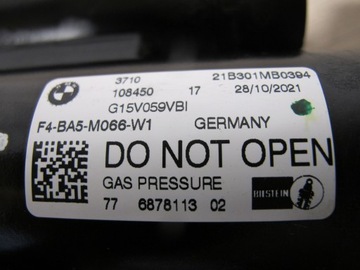 BMW
3710 21B301MB0394
108450 17 28/10/2021
G15V059VBI
F4-BA5-M066-W1 GERMANY
DO NOT OPEN
GAS PRESSURE
77 6878113 02
BILSTEIN